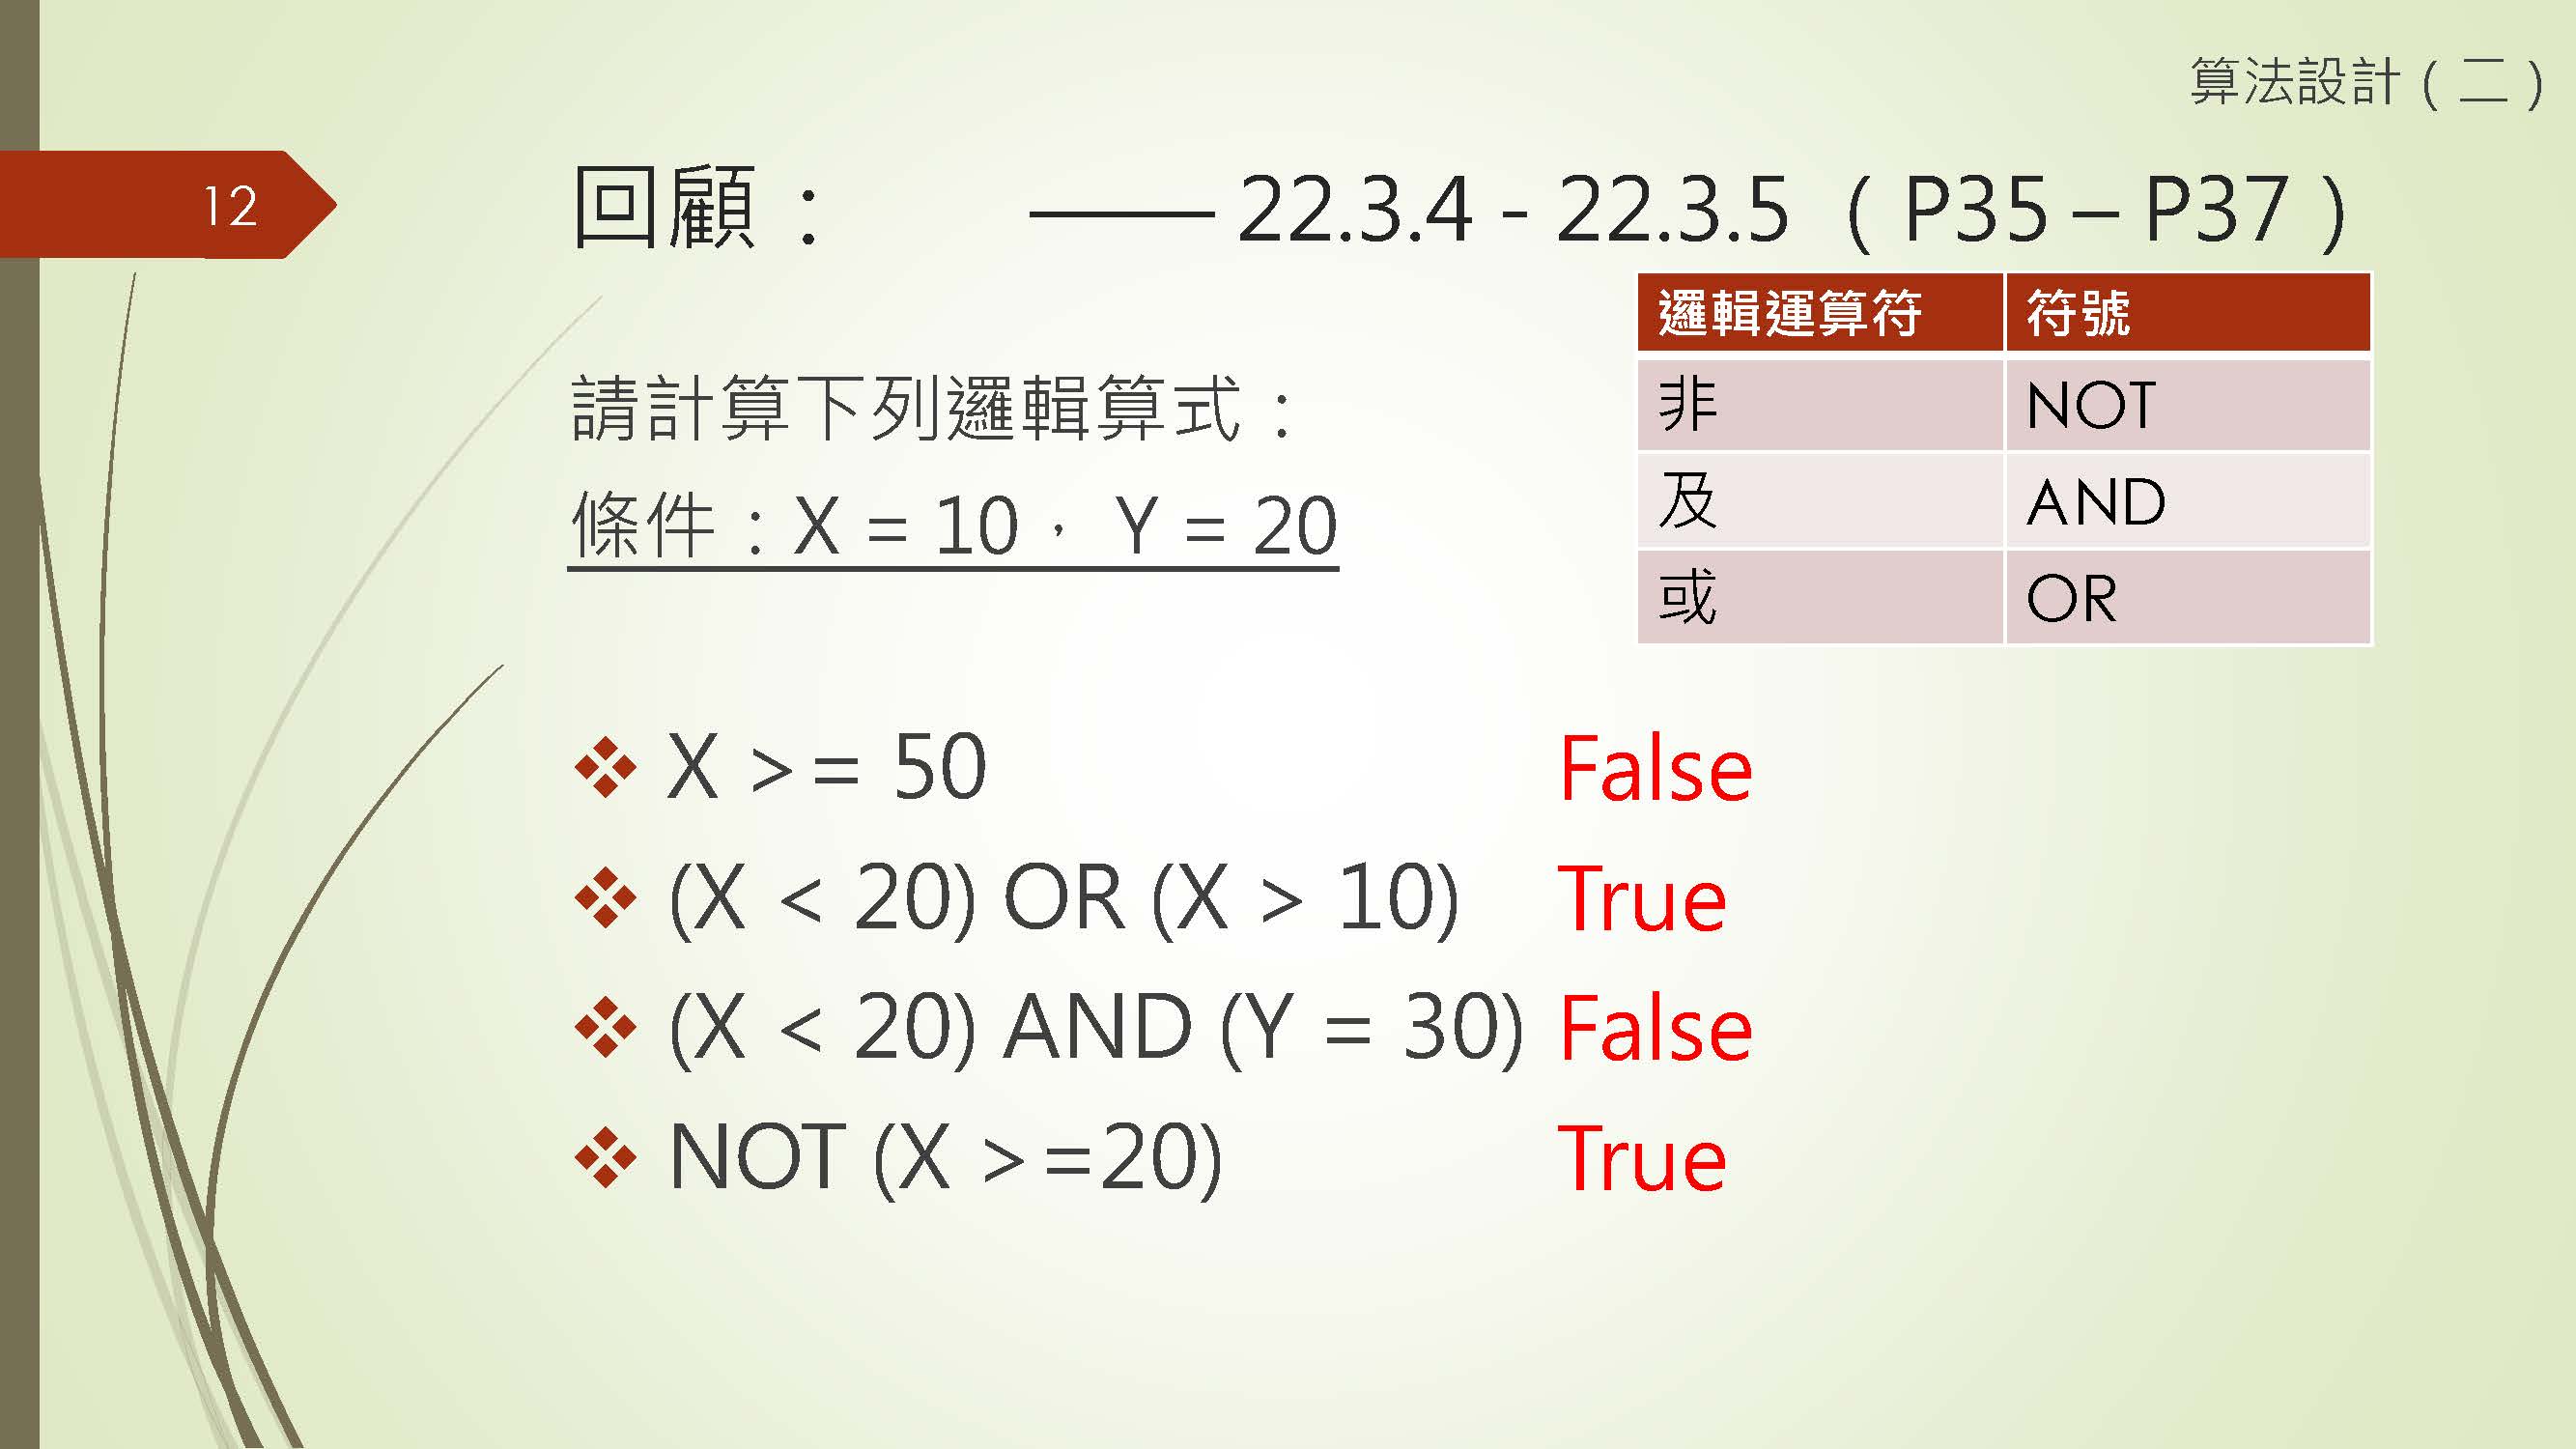 算法設計（二）
12
回顧： —— 22.3.4 - 22.3.5 （P35 – P37）
邏輯運算符 符號
非 NOT
及 AND
或 OR
請計算下列邏輯算式：
條件：X = 10， Y = 20
❖ X >= 50 False
❖ (X < 20) OR (X > 10) True
❖ (X < 20) AND (Y = 30) False
❖ NOT (X >=20) True